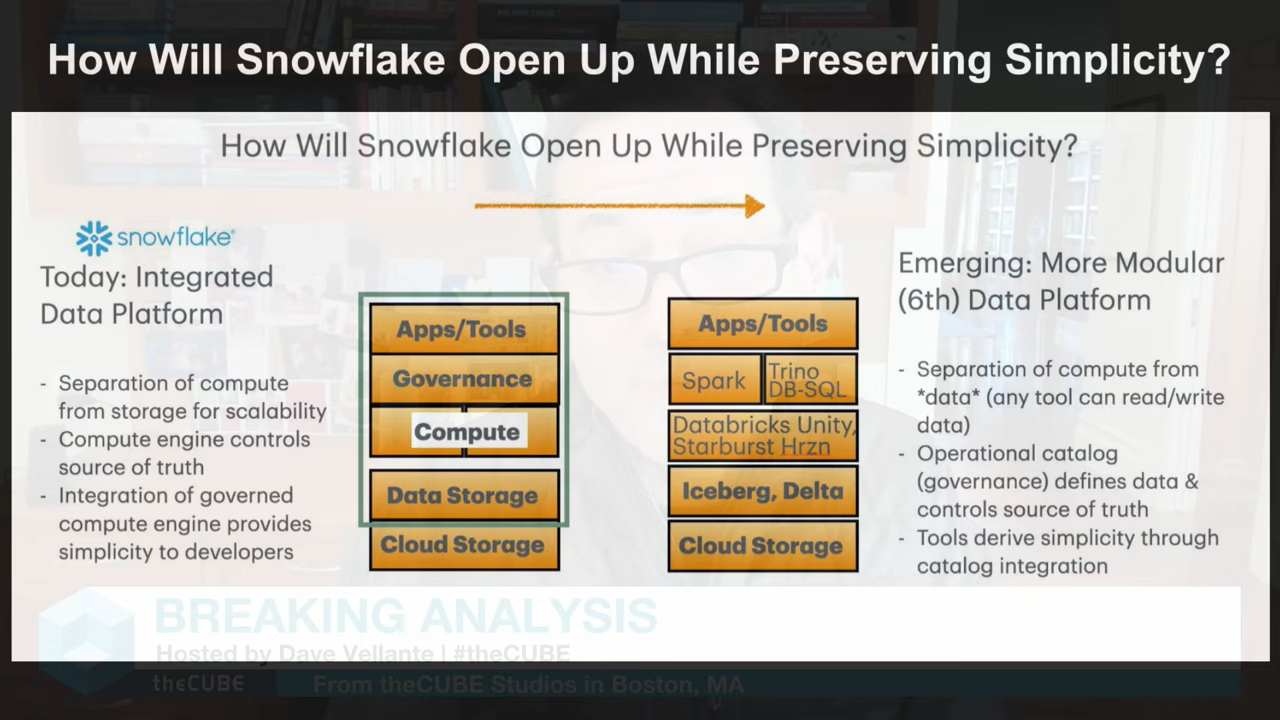 How Will Snowflake Open Up While Preserving Simplicity?
How Will Snowflake Open Up While Preserving Simplicity?
snowflake®
Today: Integrated
Data Platform
- Separation of compute
from storage for scalability
- Compute engine controls
source of truth
- Integration of governed
compute engine provides
simplicity to developers
Apps/Tools
Governance
Compute
Data Storage
Cloud Storage
Apps/Tools
Spark
Trino
DB-SQL
Databricks Unity,
Starburst Hrzn
Iceberg, Delta
Cloud Storage
Emerging: More Modular
(6th) Data Platform
- Separation of compute from
*data* (any tool can read/write
data)
- Operational catalog
(governance) defines data &
controls source of truth
- Tools derive simplicity through
catalog integration
BREAKING ANALYSIS
Hosted by Dave Vellante | #theCUBE
theCUBE
From theCUBE Studios in Boston, MA